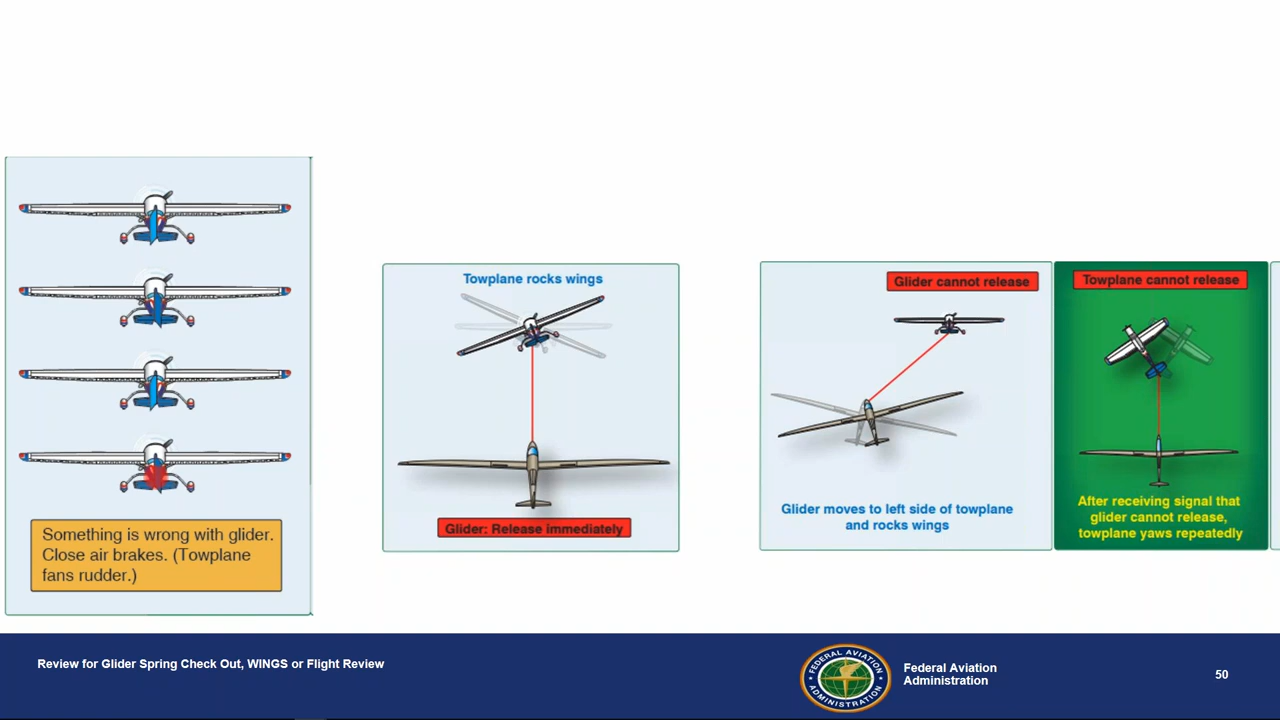 Something is wrong with glider.
Close air brakes. (Towplane
fans rudder.)
Towplane rocks wings
Glider: Release immediately
Glider cannot release
Glider moves to left side of towplane
and rocks wings
Towplane cannot release
After receiving signal that
glider cannot release,
towplane yaws repeatedly
Review for Glider Spring Check Out, WINGS or Flight Review
FEDERAL AVIATION
ADMINISTRATION
Federal Aviation
Administration
50